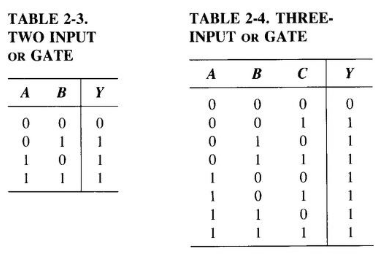 TABLE 2-3.
TWO INPUT
OR GATE
A B Y
0 0 0
0 1 1
1 0 1
1 1 1
TABLE 2-4. THREE-
INPUT OR GATE
A B C Y
0 0 0 0
0 0 1 1
0 1 0 1
0 1 1 1
1 0 0 1
1 0 1 1
1 1 0 1
1 1 1 1